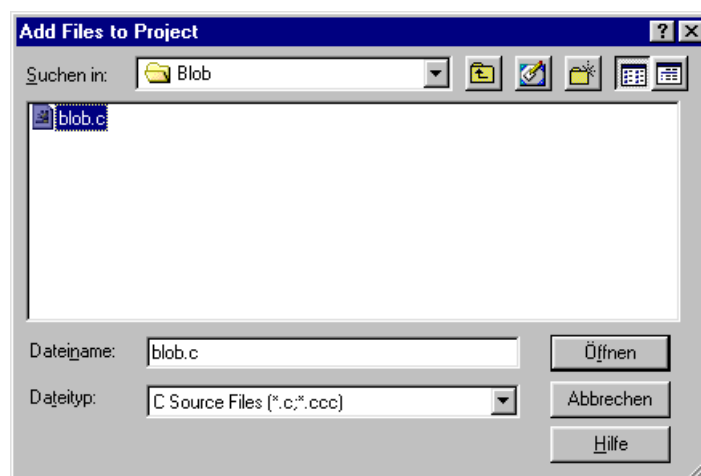 Add Files to Project
Suchen in: Blob
blob.c
Dateiname: blob.c Öffnen
Dateityp: C Source Files (*.c;*.ccc) Abbrechen
Hilfe